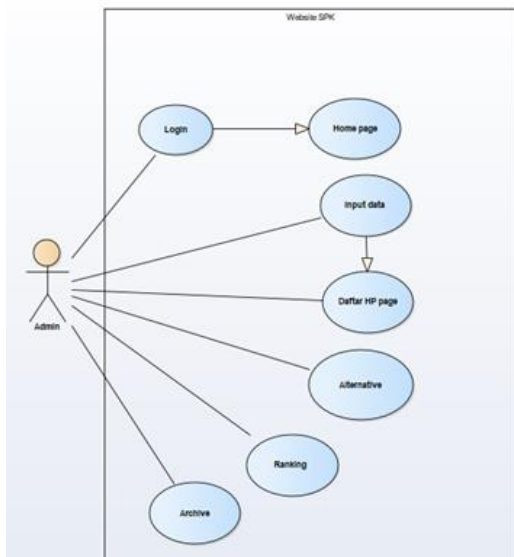 Website SPK
Login
Home page
Input data
Daftar HP page
Admin
Alternative
Ranking
Archive